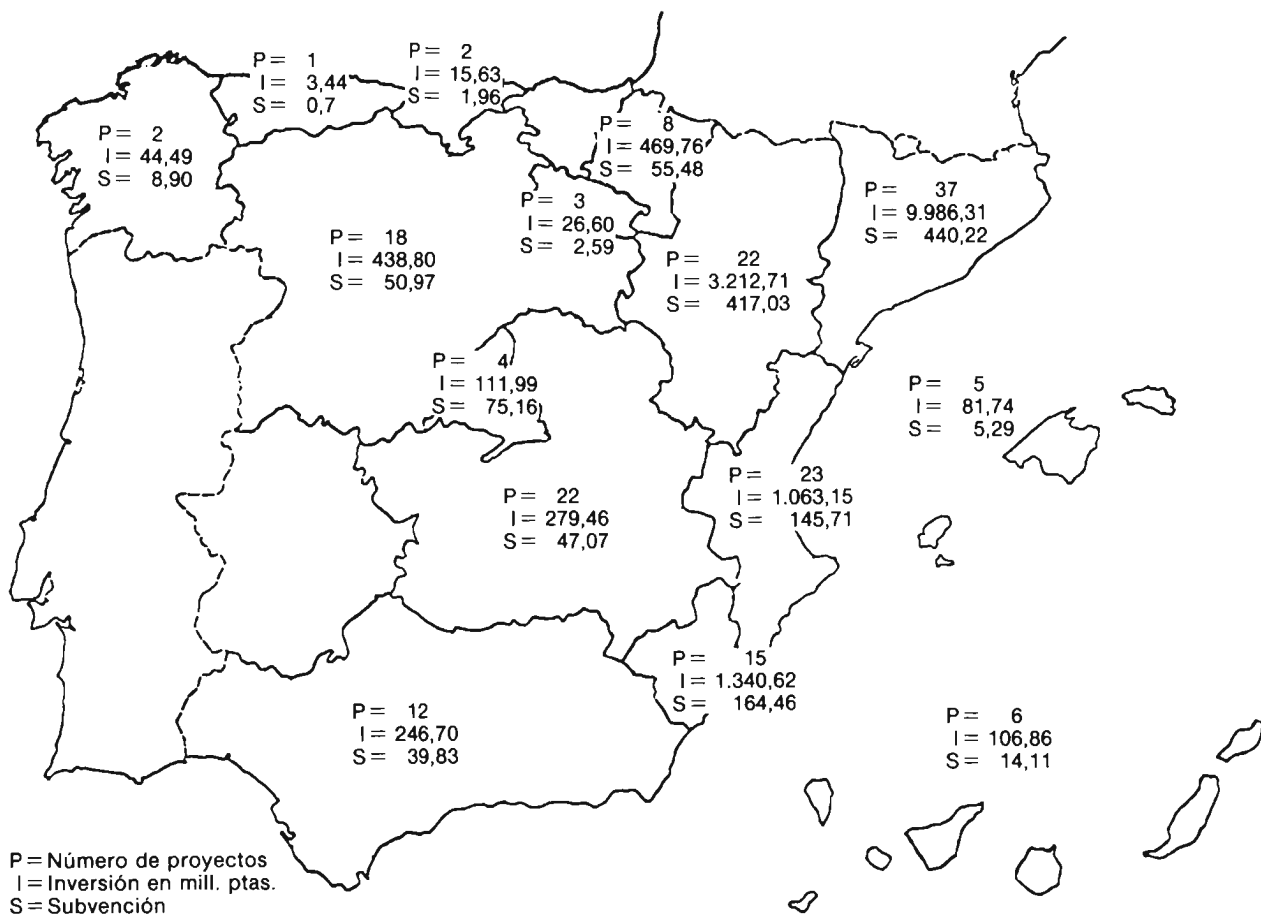 P = 1
I = 3,44
S = 0,7
P = 2
I = 15,63
S = 1,96
P = 2
I = 44,49
S = 8,90
P = 8
I = 469,76
S = 55,48
P = 37
I = 9.986,31
S = 440,22
P = 3
I = 26,60
S = 2,59
P = 18
I = 438,80
S = 50,97
P = 22
I = 3.212,71
S = 417,03
P = 4
I = 111,99
S = 75,16
P = 5
I = 81,74
S = 5,29
P = 23
I = 1.063,15
S = 145,71
P = 22
I = 279,46
S = 47,07
P = 15
I = 1.340,62
S = 164,46
P = 12
I = 246,70
S = 39,83
P = 6
I = 106,86
S = 14,11
P = Número de proyectos
I = Inversión en mill. ptas.
S = Subvención